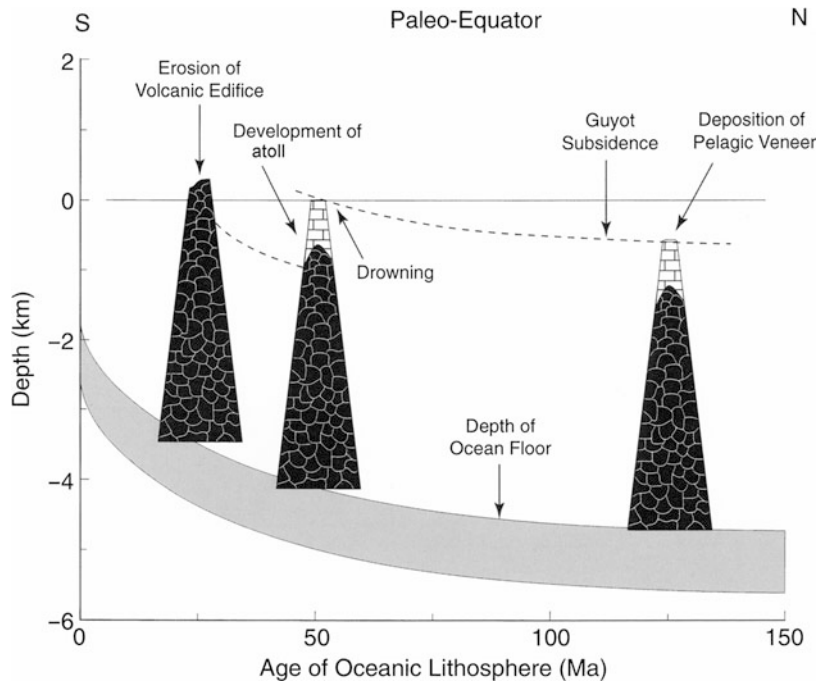 S
Paleo-Equator
N
2
0
−2
−4
−6
Depth (km)
Erosion of
Volcanic Edifice
Development of
atoll
Drowning
Guyot
Subsidence
Deposition of
Pelagic Veneer
Depth of
Ocean Floor
0
50
100
150
Age of Oceanic Lithosphere (Ma)